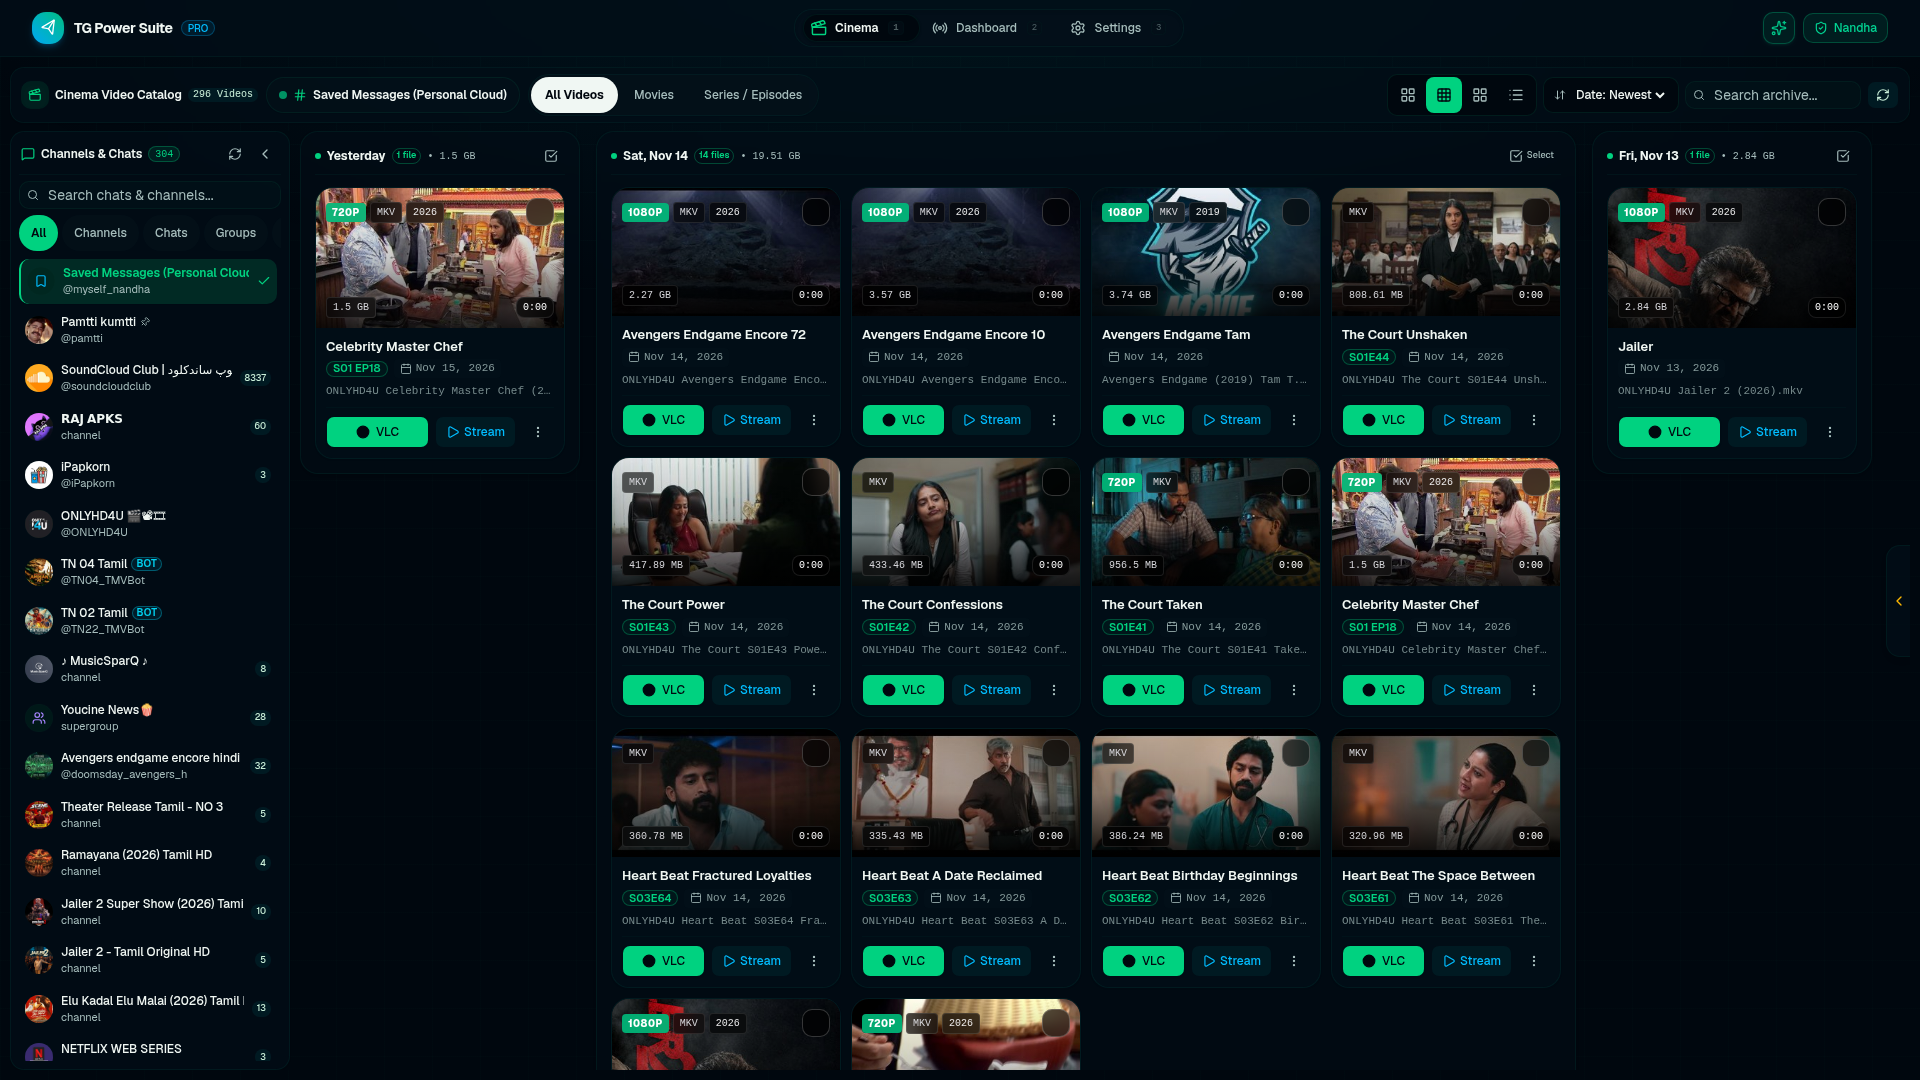 TG Power Suite PRO
Cinema 1
Dashboard 2
Settings 3
Nandha
Cinema Video Catalog 296 Videos
Saved Messages (Personal Cloud)
All Videos
Movies
Series / Episodes
Date: Newest
Search archive...
Channels & Chats 304
Search chats & channels...
All
Channels
Chats
Groups
Saved Messages (Personal Cloud
@myself_nandha
Pamtti kumtti
@pamtti
SoundCloud Club | وپ ساندکلود
@soundcloudclub
8337
RAJ APKS
channel
60
iPapkorn
@iPapkorn
3
ONLYHD4U 🎬📽🎞
@ONLYHD4U
TN 04 Tamil BOT
@TN04_TMVBot
TN 02 Tamil BOT
@TN22_TMVBot
♪ MusicSparQ ♪
channel
8
Youcine News🍿
supergroup
28
Avengers endgame encore hindi
@doomsday_avengers_h
32
Theater Release Tamil - NO 3
channel
5
Ramayana (2026) Tamil HD
channel
4
Jailer 2 Super Show (2026) Tami
channel
10
Jailer 2 - Tamil Original HD
channel
5
Elu Kadal Elu Malai (2026) Tamil
channel
13
NETFLIX WEB SERIES
3
Yesterday 1 file • 1.5 GB
720P MKV 2026
1.5 GB 0:00
Celebrity Master Chef
S01 EP18 Nov 15, 2026
ONLYHD4U Celebrity Master Chef (2...
VLC Stream
Sat, Nov 14 14 files • 19.51 GB
Select
1080P MKV 2026
2.27 GB 0:00
Avengers Endgame Encore 72
Nov 14, 2026
ONLYHD4U Avengers Endgame Enco...
VLC Stream
1080P MKV 2026
3.57 GB 0:00
Avengers Endgame Encore 10
Nov 14, 2026
ONLYHD4U Avengers Endgame Enco...
VLC Stream
1080P MKV 2019
MOVIE
3.74 GB 0:00
Avengers Endgame Tam
Nov 14, 2026
Avengers Endgame (2019) Tam T...
VLC Stream
MKV
808.61 MB 0:00
The Court Unshaken
S01E44 Nov 14, 2026
ONLYHD4U The Court S01E44 Unsh...
VLC Stream
MKV
417.89 MB 0:00
The Court Power
S01E43 Nov 14, 2026
ONLYHD4U The Court S01E43 Powe...
VLC Stream
MKV
433.46 MB 0:00
The Court Confessions
S01E42 Nov 14, 2026
ONLYHD4U The Court S01E42 Conf...
VLC Stream
720P MKV
956.5 MB 0:00
The Court Taken
S01E41 Nov 14, 2026
ONLYHD4U The Court S01E41 Take...
VLC Stream
720P MKV 2026
1.5 GB 0:00
Celebrity Master Chef
S01 EP18 Nov 14, 2026
ONLYHD4U Celebrity Master Chef...
VLC Stream
MKV
360.78 MB 0:00
Heart Beat Fractured Loyalties
S03E64 Nov 14, 2026
ONLYHD4U Heart Beat S03E64 Fra...
VLC Stream
MKV
335.43 MB 0:00
Heart Beat A Date Reclaimed
S03E63 Nov 14, 2026
ONLYHD4U Heart Beat S03E63 A D...
VLC Stream
MKV
386.24 MB 0:00
Heart Beat Birthday Beginnings
S03E62 Nov 14, 2026
ONLYHD4U Heart Beat S03E62 Bir...
VLC Stream
MKV
320.96 MB 0:00
Heart Beat The Space Between
S03E61 Nov 14, 2026
ONLYHD4U Heart Beat S03E61 The...
VLC Stream
1080P MKV 2026
720P MKV 2026
Fri, Nov 13 1 file • 2.84 GB
1080P MKV 2026
2.84 GB 0:00
Jailer
Nov 13, 2026
ONLYHD4U Jailer 2 (2026).mkv
VLC Stream